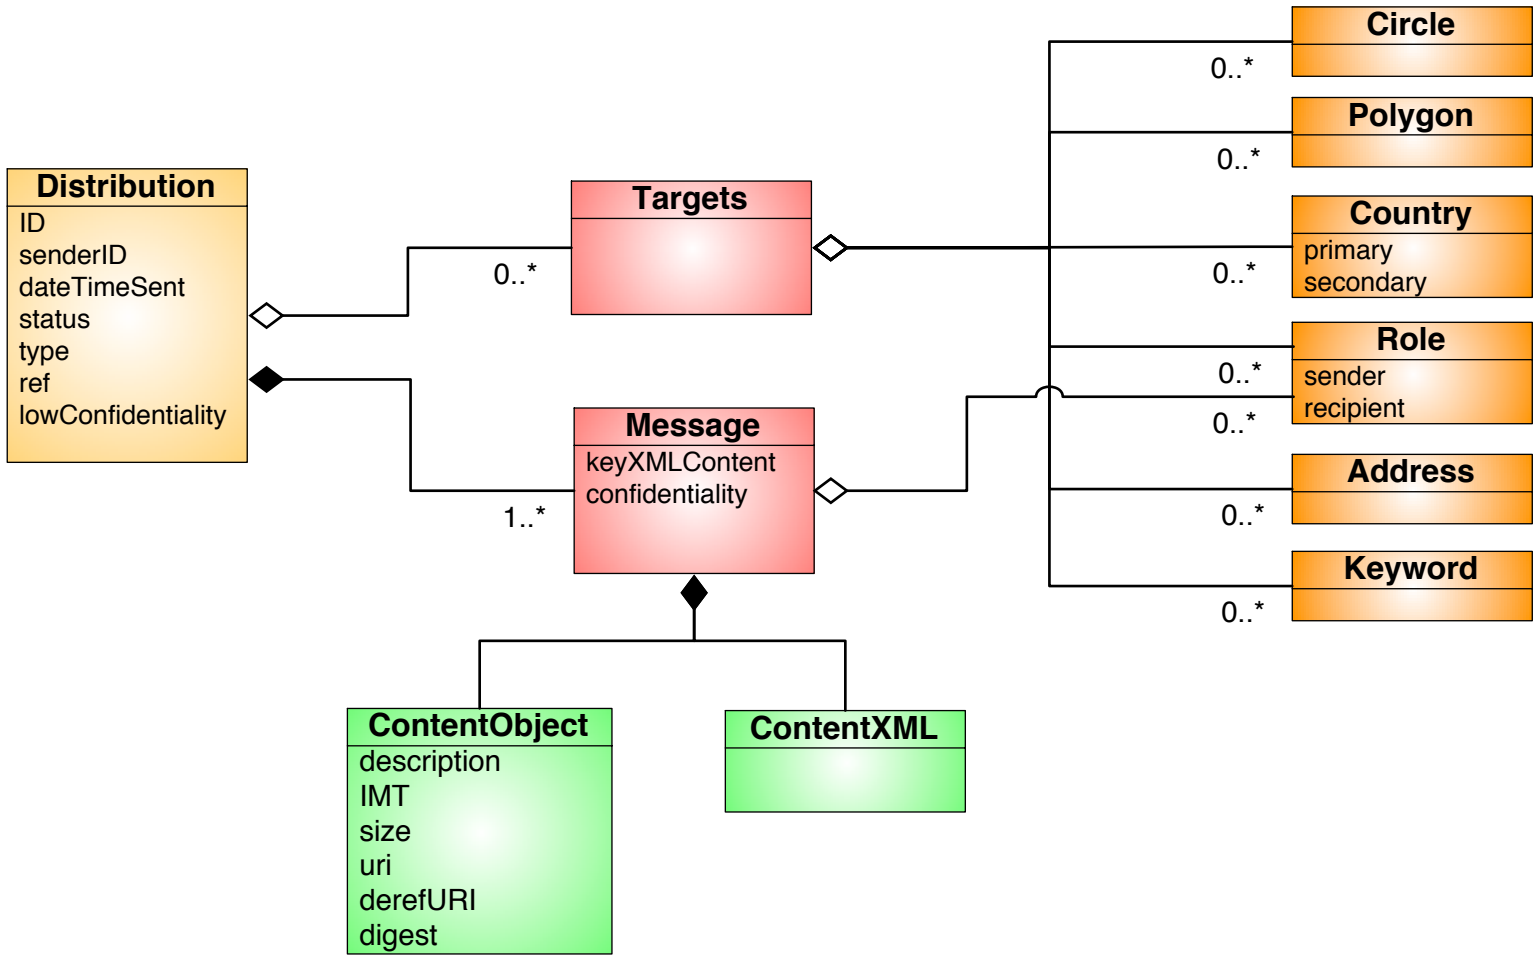 Distribution
ID
senderID
dateTimeSent
status
type
ref
lowConfidentiality
Targets
0..*
Message
keyXMLContent
confidentiality
1..*
Circle
0..*
Polygon
0..*
Country
primary
secondary
0..*
Role
sender
recipient
0..*
0..*
Address
0..*
Keyword
0..*
ContentObject
description
IMT
size
uri
derefURI
digest
ContentXML